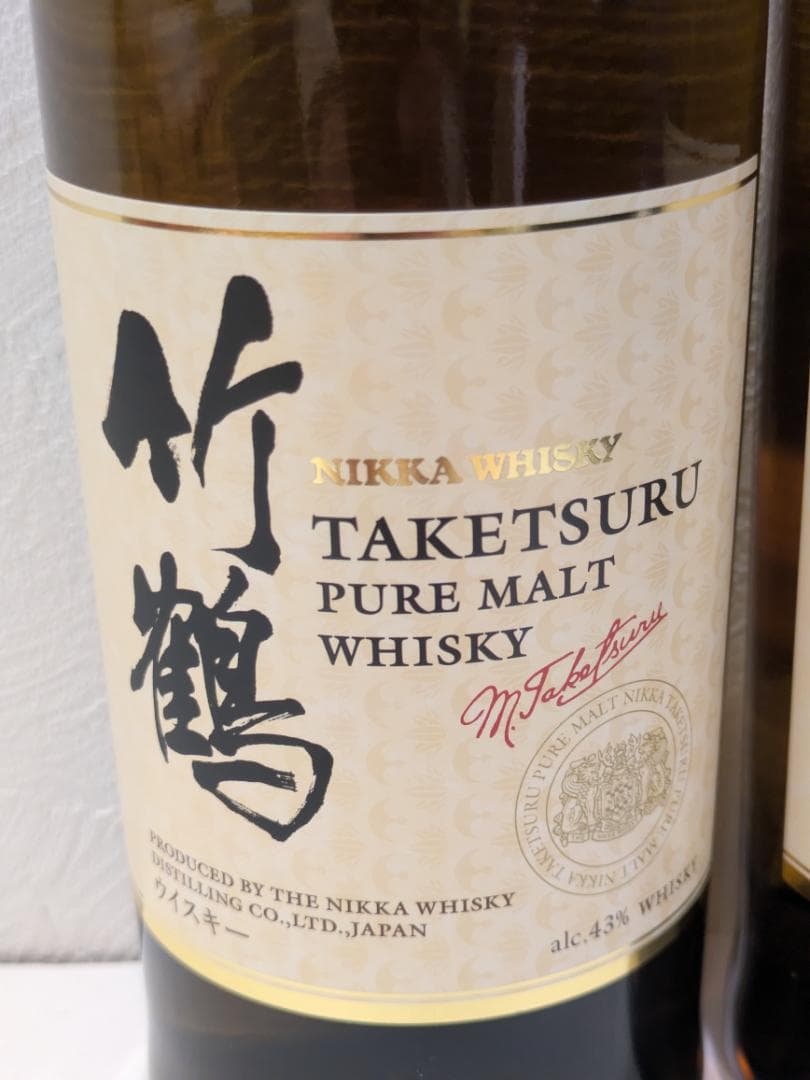 竹鶴
NIKKA WHISKY
TAKETSURU
PURE MALT
WHISKY
M. Taketsuru
TAKETSURU PURE MALT NIKKA TAKETSURU PURE MALT NIKKA
PRODUCED BY THE NIKKA WHISKY
DISTILLING CO.,LTD.,JAPAN
ウイスキー
alc.43% WHISKY